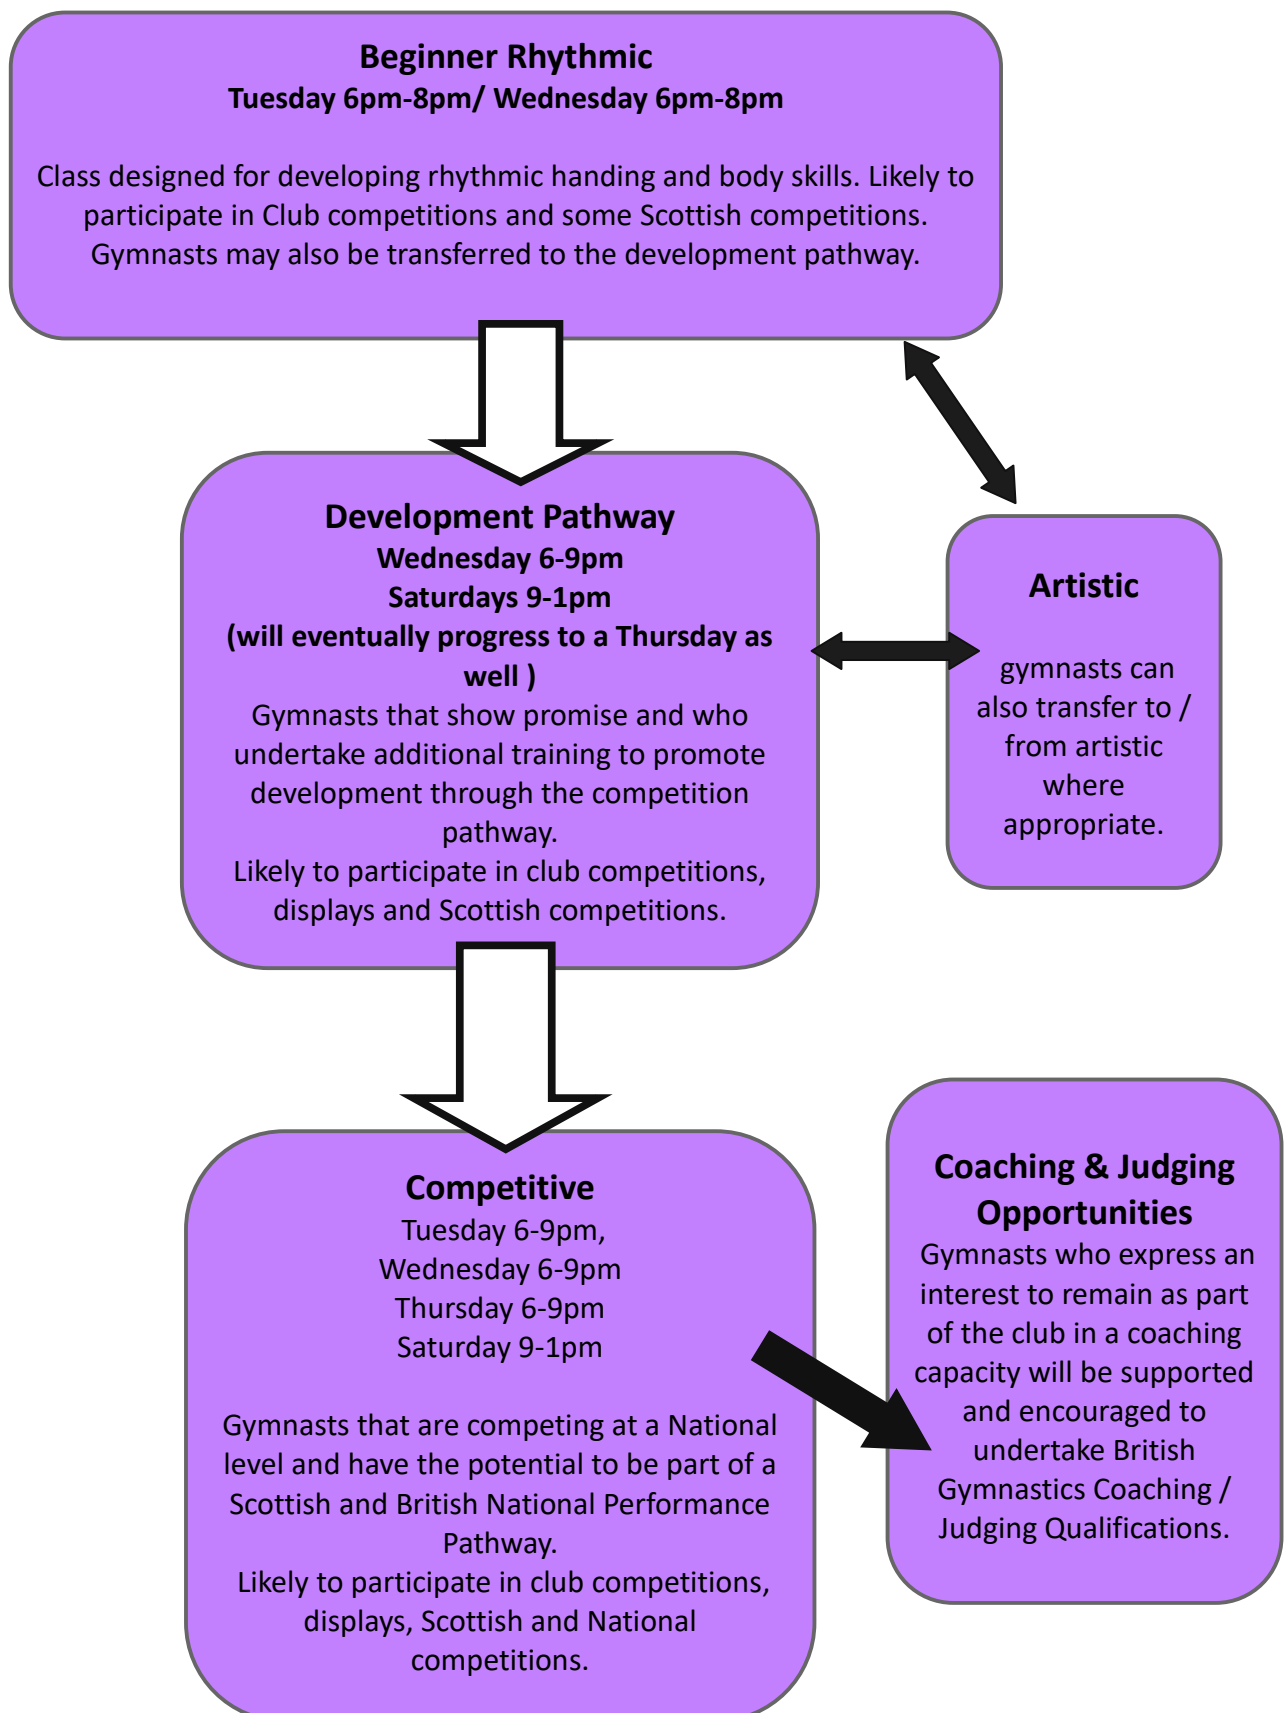 Beginner Rhythmic
Tuesday 6pm-8pm/ Wednesday 6pm-8pm
Class designed for developing rhythmic handing and body skills. Likely to
participate in Club competitions and some Scottish competitions.
Gymnasts may also be transferred to the development pathway.
Development Pathway
Wednesday 6-9pm
Saturdays 9-1pm
(will eventually progress to a Thursday as
well )
Gymnasts that show promise and who
undertake additional training to promote
development through the competition
pathway.
Likely to participate in club competitions,
displays and Scottish competitions.
Artistic
gymnasts can
also transfer to /
from artistic
where
appropriate.
Competitive
Tuesday 6-9pm,
Wednesday 6-9pm
Thursday 6-9pm
Saturday 9-1pm
Gymnasts that are competing at a National
level and have the potential to be part of a
Scottish and British National Performance
Pathway.
Likely to participate in club competitions,
displays, Scottish and National
competitions.
Coaching & Judging
Opportunities
Gymnasts who express an
interest to remain as part
of the club in a coaching
capacity will be supported
and encouraged to
undertake British
Gymnastics Coaching /
Judging Qualifications.